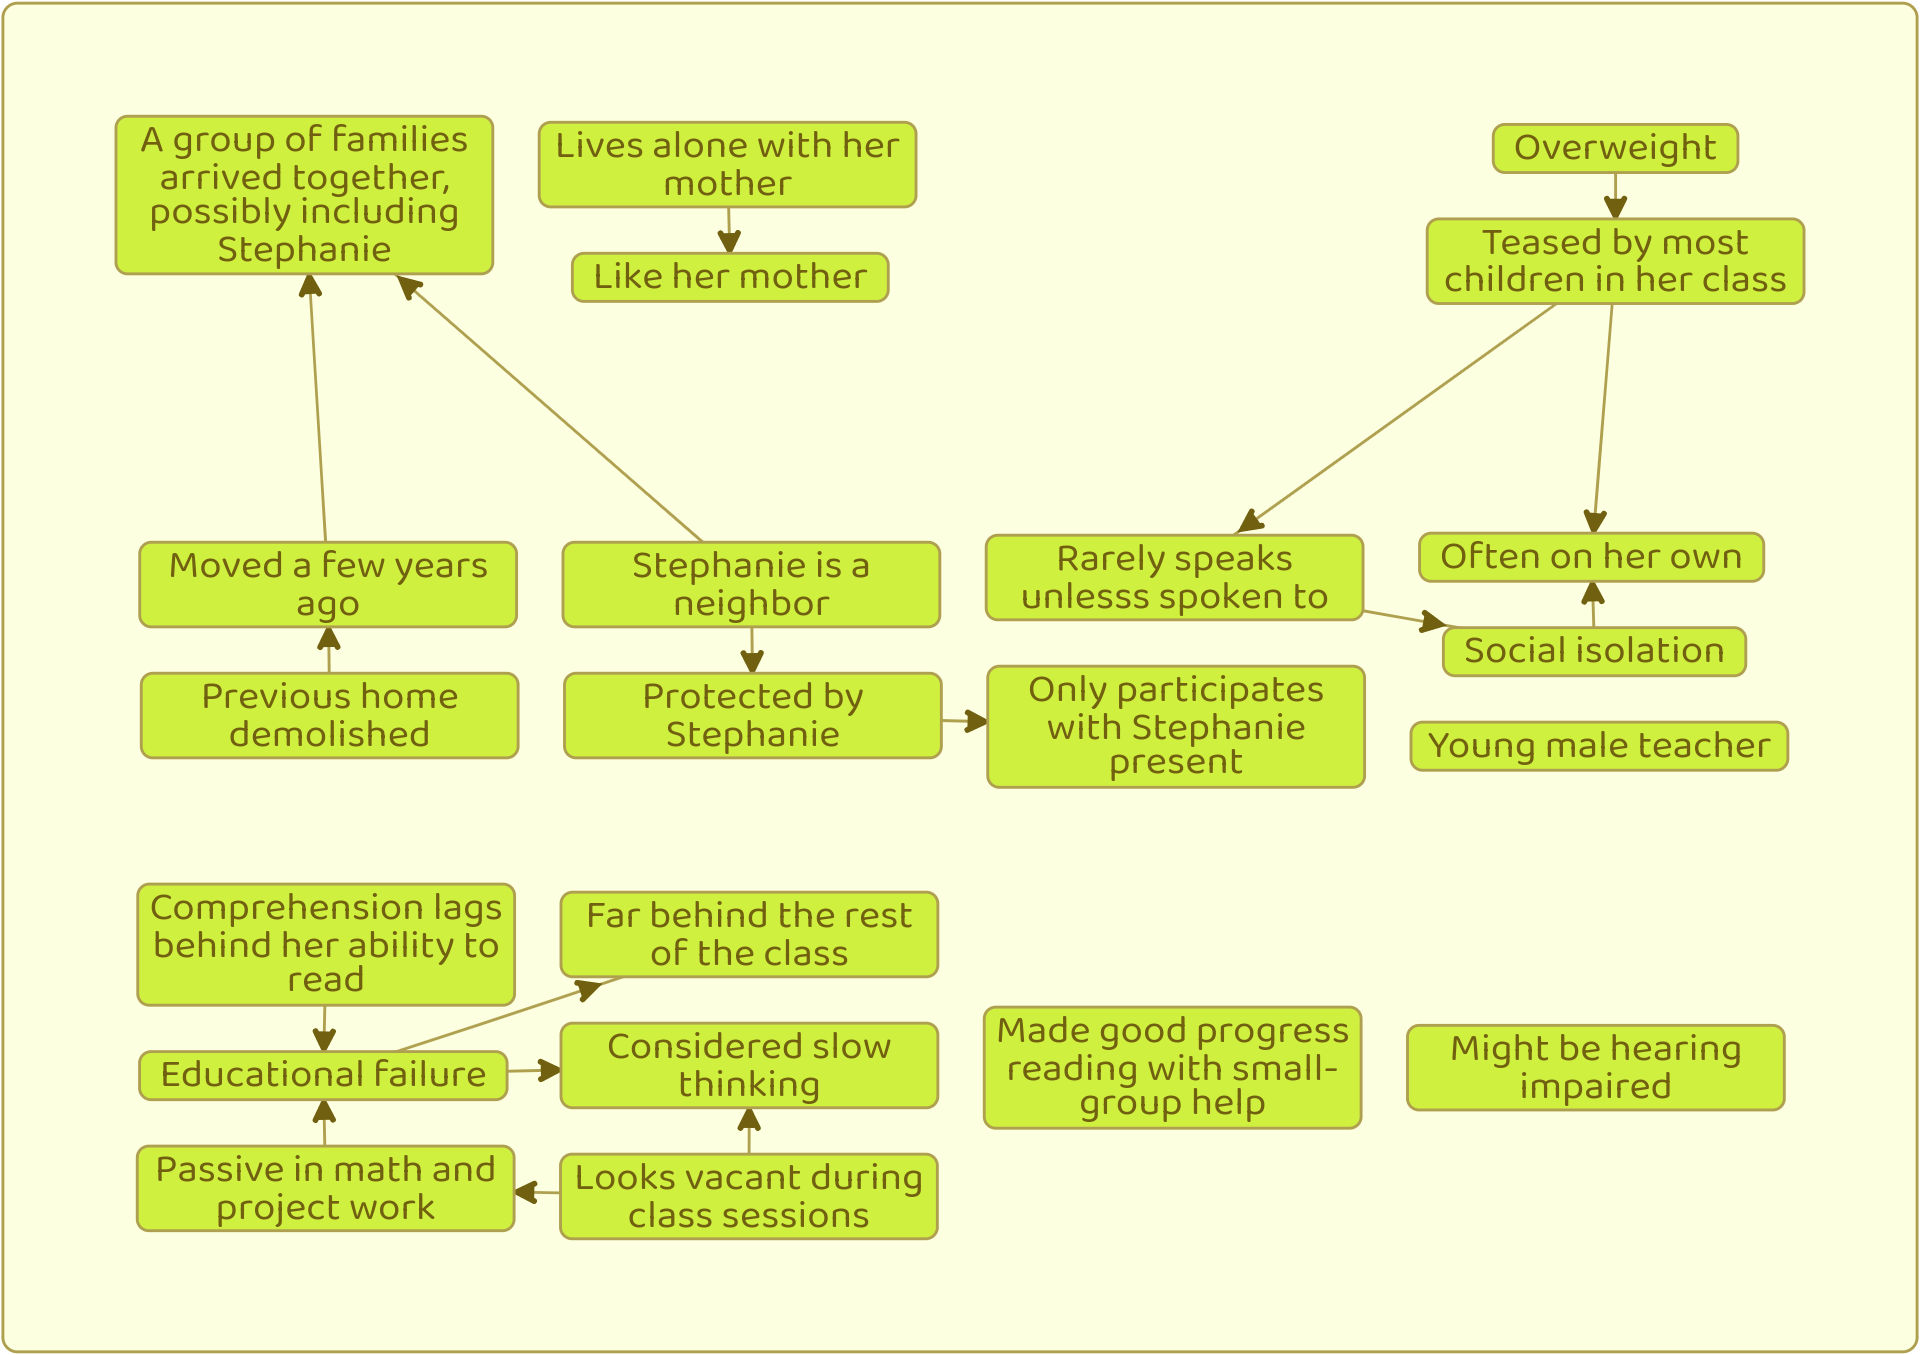 A group of families
arrived together,
possibly including
Stephanie
Lives alone with her
mother
Like her mother
Overweight
Teased by most
children in her class
Moved a few years
ago
Previous home
demolished
Stephanie is a
neighbor
Protected by
Stephanie
Rarely speaks
unlesss spoken to
Only participates
with Stephanie
present
Often on her own
Social isolation
Young male teacher
Comprehension lags
behind her ability to
read
Educational failure
Passive in math and
project work
Far behind the rest
of the class
Considered slow
thinking
Looks vacant during
class sessions
Made good progress
reading with small-
group help
Might be hearing
impaired